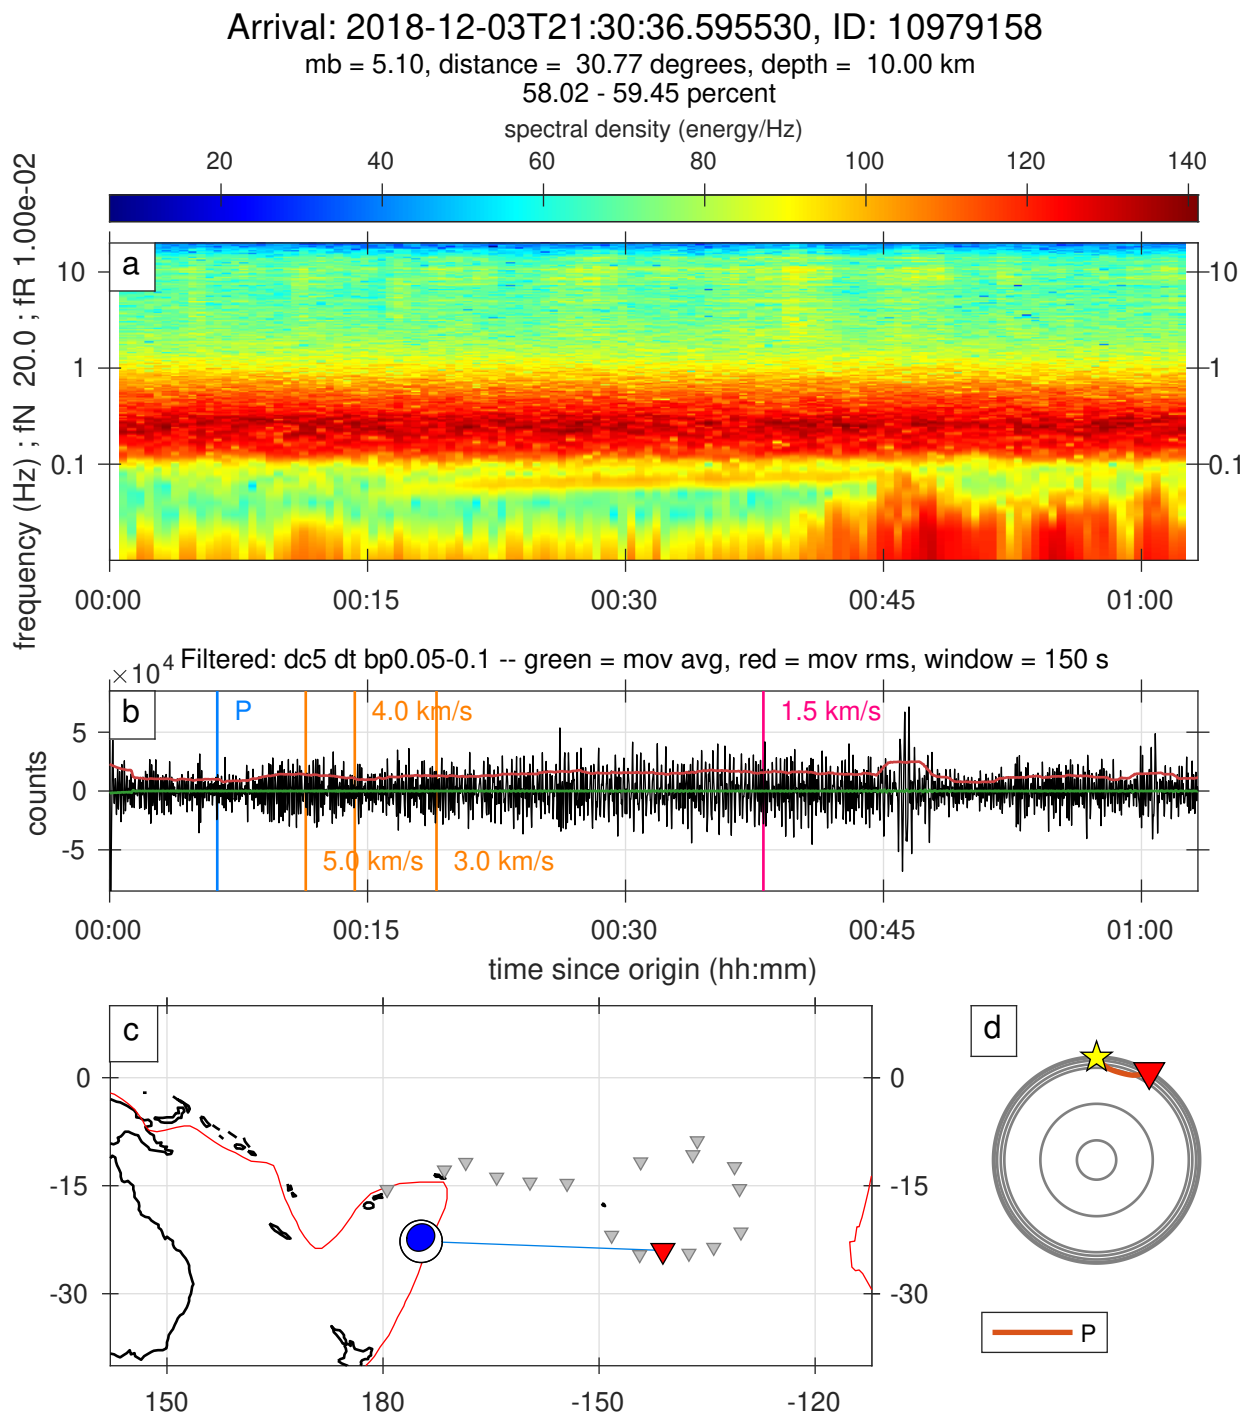 Arrival: 2018-12-03T21:30:36.595530, ID: 10979158
mb = 5.10, distance = 30.77 degrees, depth = 10.00 km
58.02 - 59.45 percent
spectral density (energy/Hz)
20 40 60 80 100 120 140
frequency (Hz) ; fN 20.0 ; fR 1.00e-02
a
10 10
1 1
0.1 0.1
00:00 00:15 00:30 00:45 01:00
×10^4 Filtered: dc5 dt bp0.05-0.1 -- green = mov avg, red = mov rms, window = 150 s
b
P 4.0 km/s 1.5 km/s
5
0
-5
counts
5.0 km/s 3.0 km/s
00:00 00:15 00:30 00:45 01:00
time since origin (hh:mm)
c d
0 0
-15 -15
-30 -30
P
150 180 -150 -120